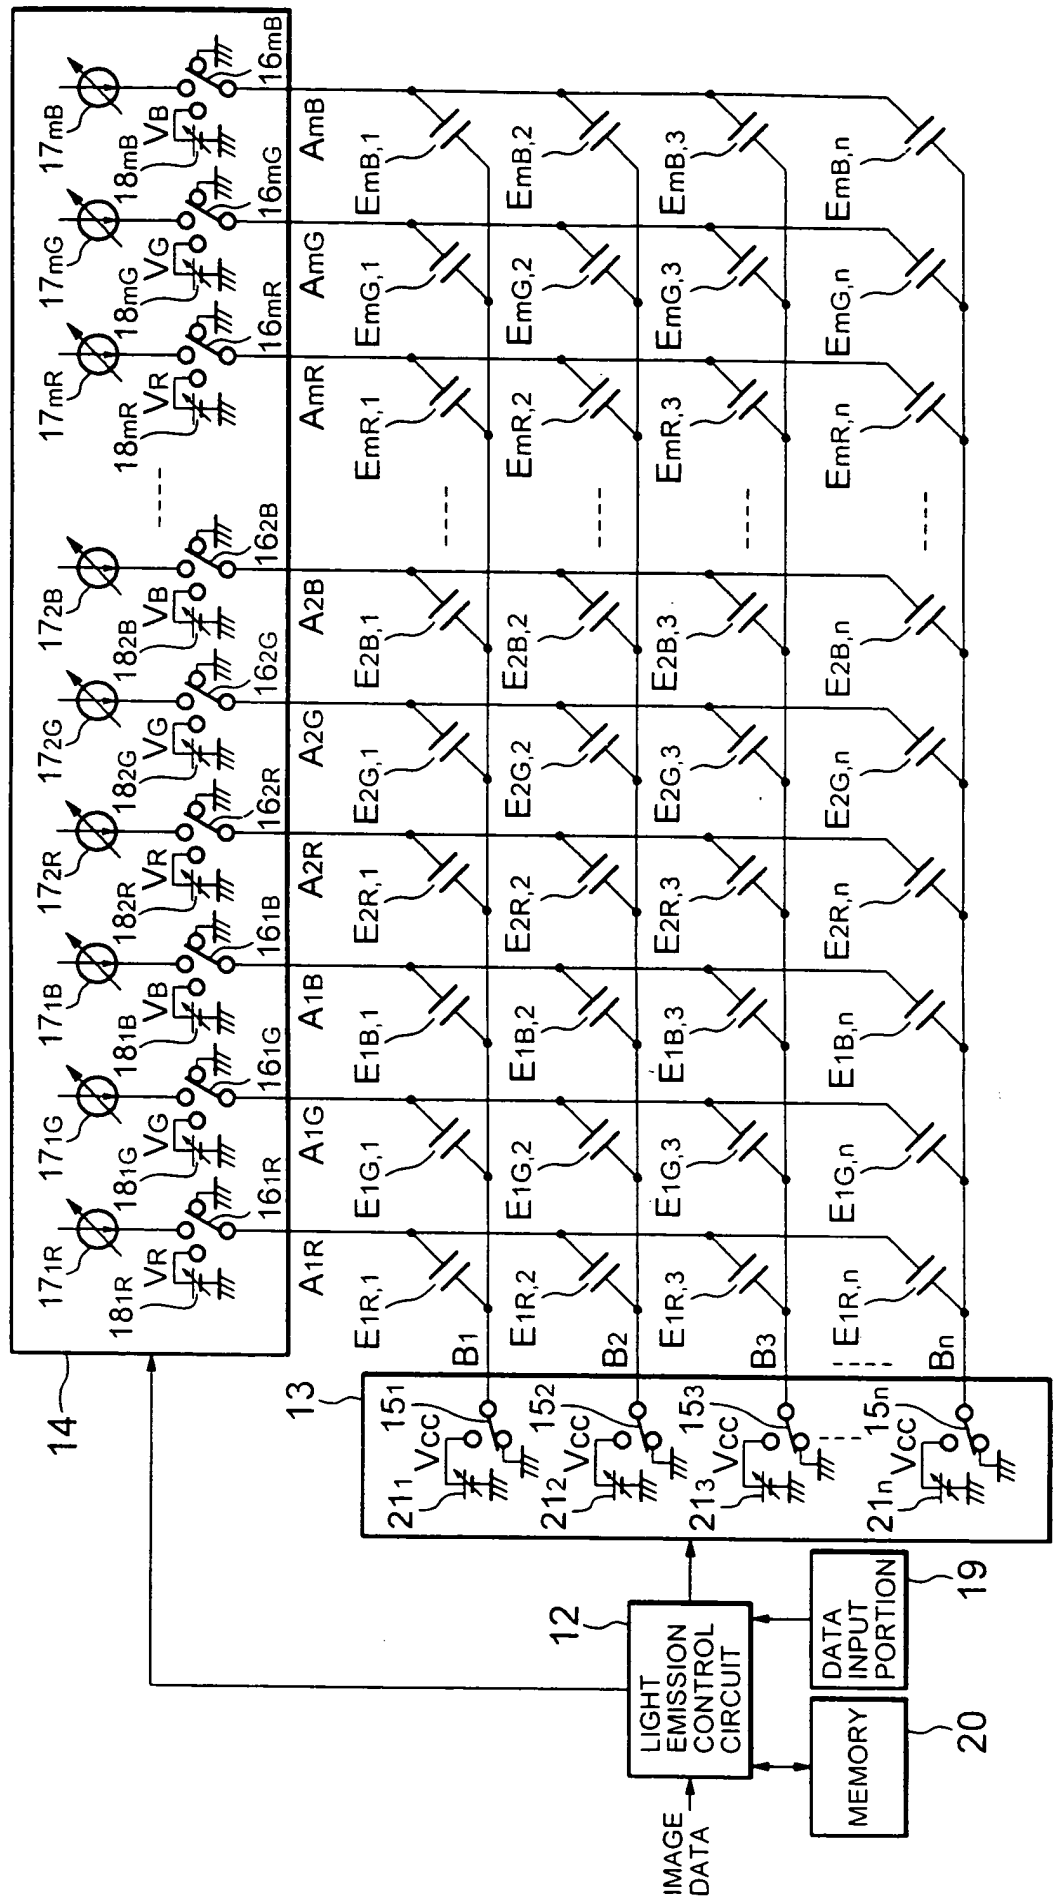 14
17₁R
17₁G
17₁B
17₂R
17₂G
17₂B
17mR
17mG
17mB
18₁R
VR
18₁G
VG
18₁B
VB
18₂R
VR
18₂G
VG
18₂B
VB
18mR
VR
18mG
VG
18mB
VB
16₁R
16₁G
16₁B
16₂R
16₂G
16₂B
16mR
16mG
16mB
A1R
A1G
A1B
A2R
A2G
A2B
AmR
AmG
AmB
13
21₁
VCC
15₁
B1
E1R,1
E1G,1
E1B,1
E2R,1
E2G,1
E2B,1
EmR,1
EmG,1
EmB,1
21₂
VCC
15₂
B2
E1R,2
E1G,2
E1B,2
E2R,2
E2G,2
E2B,2
EmR,2
EmG,2
EmB,2
21₃
VCC
15₃
B3
E1R,3
E1G,3
E1B,3
E2R,3
E2G,3
E2B,3
EmR,3
EmG,3
EmB,3
21n
VCC
15n
Bn
E1R,n
E1G,n
E1B,n
E2R,n
E2G,n
E2B,n
EmR,n
EmG,n
EmB,n
IMAGE
DATA
12
LIGHT
EMISSION
CONTROL
CIRCUIT
MEMORY
20
DATA
INPUT
PORTION
19